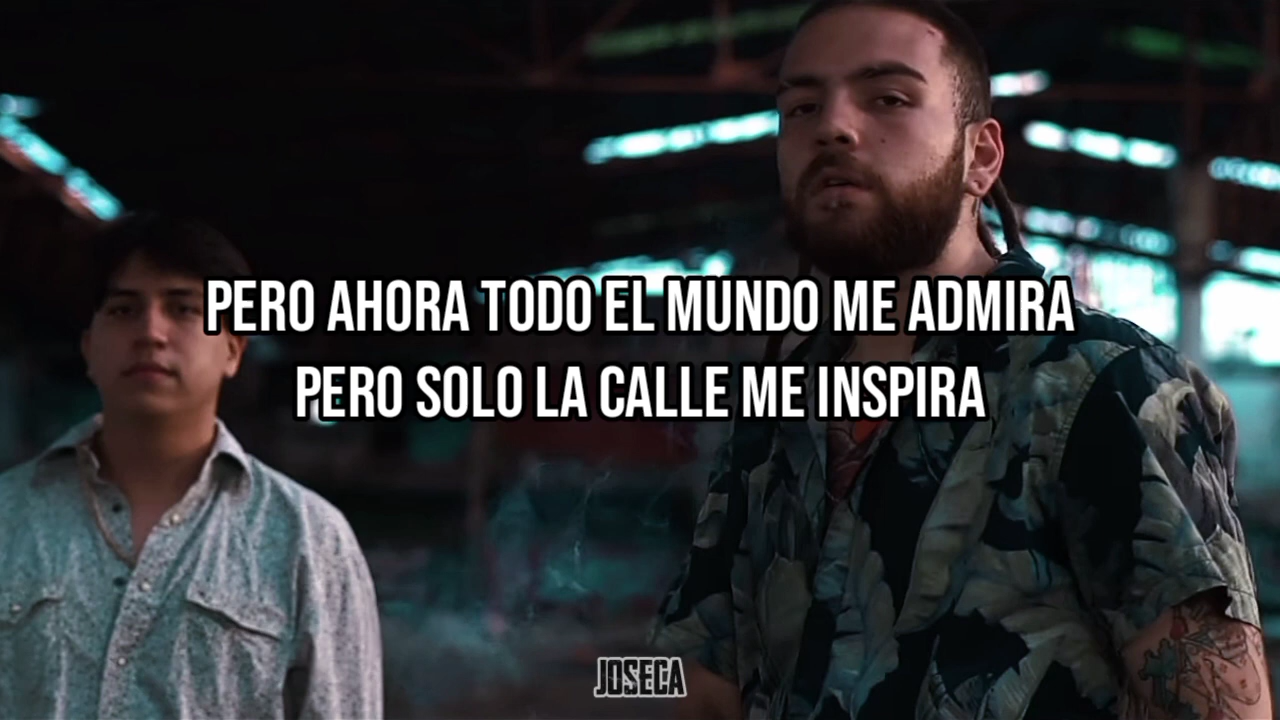 PERO AHORA TODO EL MUNDO ME ADMIRA
PERO SOLO LA CALLE ME INSPIRA
JOSECA